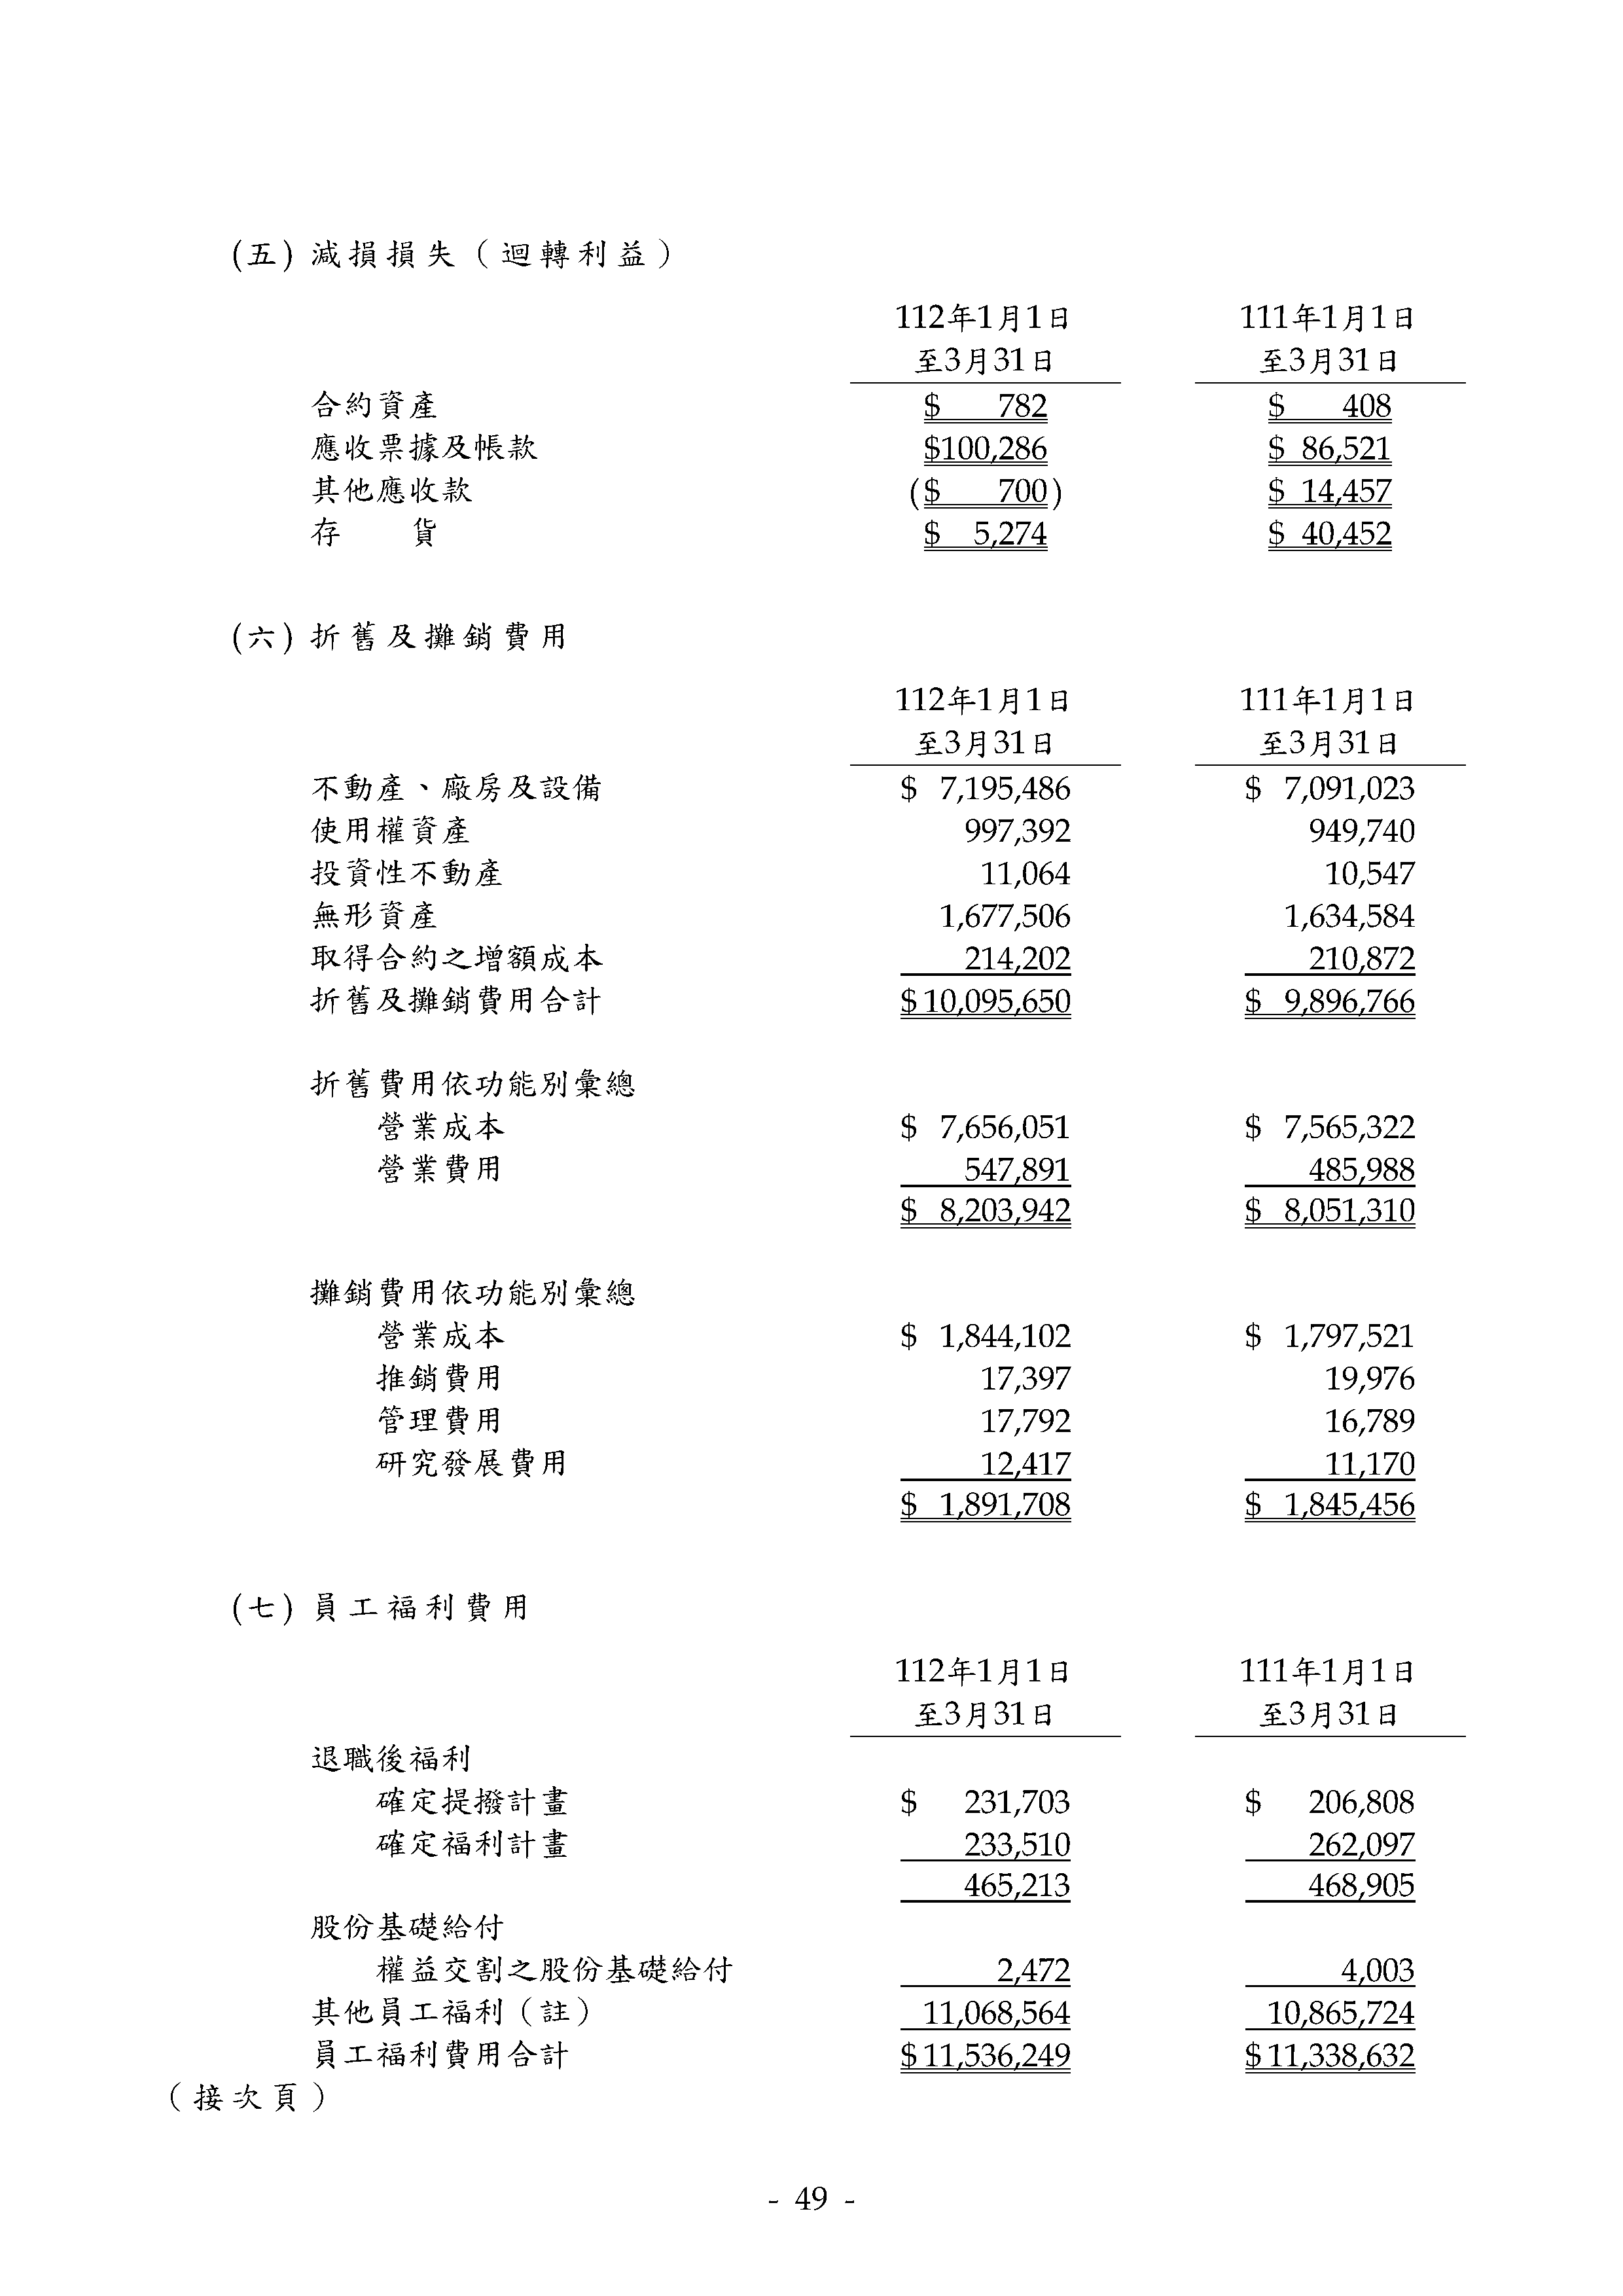 (五) 減損損失（迴轉利益）
112年1月1日 111年1月1日
至3月31日 至3月31日
合約資產 $ 782 $ 408
應收票據及帳款 $100,286 $ 86,521
其他應收款 ($ 700) $ 14,457
存　　貨 $ 5,274 $ 40,452
(六) 折舊及攤銷費用
112年1月1日 111年1月1日
至3月31日 至3月31日
不動產、廠房及設備 $ 7,195,486 $ 7,091,023
使用權資產 997,392 949,740
投資性不動產 11,064 10,547
無形資產 1,677,506 1,634,584
取得合約之增額成本 214,202 210,872
折舊及攤銷費用合計 $10,095,650 $ 9,896,766
折舊費用依功能別彙總
營業成本 $ 7,656,051 $ 7,565,322
營業費用 547,891 485,988
$ 8,203,942 $ 8,051,310
攤銷費用依功能別彙總
營業成本 $ 1,844,102 $ 1,797,521
推銷費用 17,397 19,976
管理費用 17,792 16,789
研究發展費用 12,417 11,170
$ 1,891,708 $ 1,845,456
(七) 員工福利費用
112年1月1日 111年1月1日
至3月31日 至3月31日
退職後福利
確定提撥計畫 $ 231,703 $ 206,808
確定福利計畫 233,510 262,097
465,213 468,905
股份基礎給付
權益交割之股份基礎給付 2,472 4,003
其他員工福利（註） 11,068,564 10,865,724
員工福利費用合計 $11,536,249 $11,338,632
（接次頁）
- 49 -